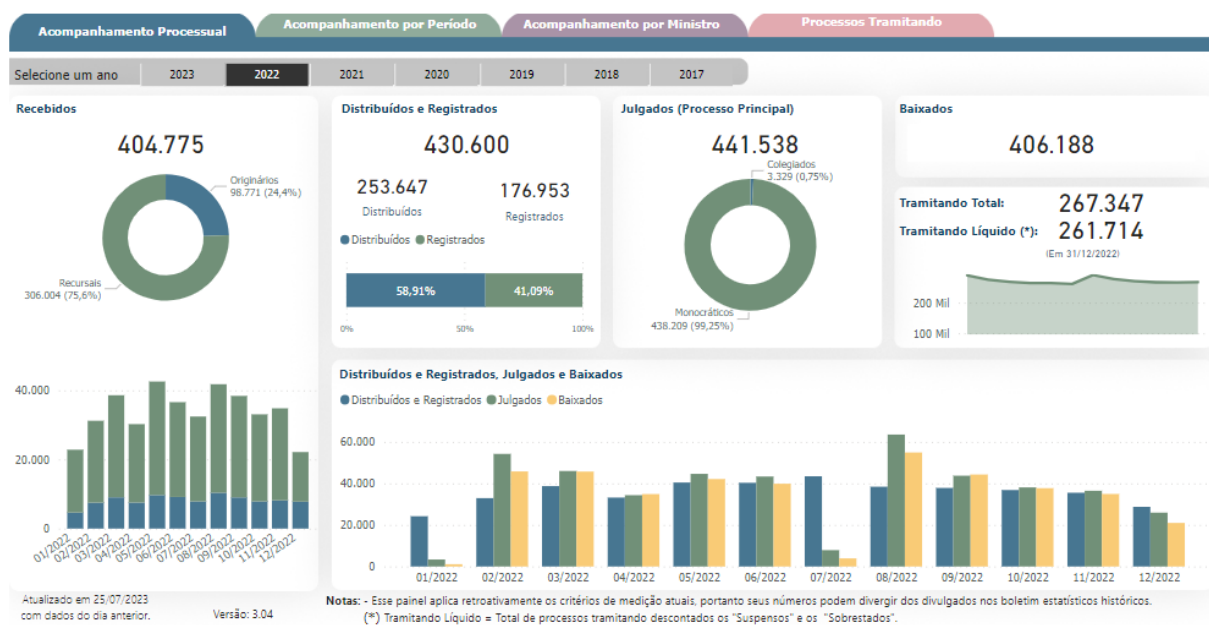 Acompanhamento Processual
Acompanhamento por Período
Acompanhamento por Ministro
Processos Tramitando
Selecione um ano 2023 2022 2021 2020 2019 2018 2017
Recebidos
404.775
Originários
98.771 (24,4%)
Recursais
306.004 (75,6%)
40.000
20.000
0
01/2022 02/2022 03/2022 04/2022 05/2022 06/2022 07/2022 08/2022 09/2022 10/2022 11/2022 12/2022
Distribuídos e Registrados
430.600
253.647 176.953
Distribuídos Registrados
Distribuídos Registrados
58,91% 41,09%
0% 50% 100%
Julgados (Processo Principal)
441.538
Colegiados
3.329 (0,75%)
Monocráticos
438.209 (99,25%)
Baixados
406.188
Tramitando Total: 267.347
Tramitando Líquido (*): 261.714
(Em 31/12/2022)
200 Mil
100 Mil
Distribuídos e Registrados, Julgados e Baixados
Distribuídos e Registrados Julgados Baixados
60.000
40.000
20.000
0
01/2022 02/2022 03/2022 04/2022 05/2022 06/2022 07/2022 08/2022 09/2022 10/2022 11/2022 12/2022
Atualizado em 25/07/2023
com dados do dia anterior.
Versão: 3.04
Notas: - Esse painel aplica retroativamente os critérios de medição atuais, portanto seus números podem divergir dos divulgados nos boletim estatísticos históricos.
(*) Tramitando Líquido = Total de processos tramitando descontados os "Suspensos" e os "Sobrestados".